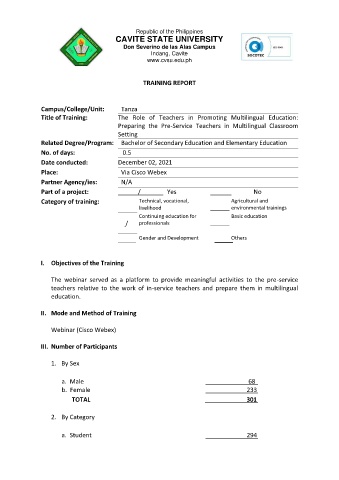 Republic of the Philippines
CAVITE STATE UNIVERSITY
Don Severino de las Alas Campus
Indang, Cavite
www.cvsu.edu.ph
SOCOTEC
TRAINING REPORT
Campus/College/Unit: Tanza
Title of Training: The Role of Teachers in Promoting Multilingual Education:
Preparing the Pre-Service Teachers in Multilingual Classroom
Setting
Related Degree/Program: Bachelor of Secondary Education and Elementary Education
No. of days: 0.5
Date conducted: December 02, 2021
Place: Via Cisco Webex
Partner Agency/ies: N/A
Part of a project: / Yes No
Category of training: Technical, vocational, Agricultural and
livelihood environmental trainings
/ Continuing education for Basic education
professionals
Gender and Development Others
I. Objectives of the Training
The webinar served as a platform to provide meaningful activities to the pre-service
teachers relative to the work of in-service teachers and prepare them in multilingual
education.
II. Mode and Method of Training
Webinar (Cisco Webex)
III. Number of Participants
1. By Sex
a. Male 68
b. Female 233
TOTAL 301
2. By Category
a. Student 294